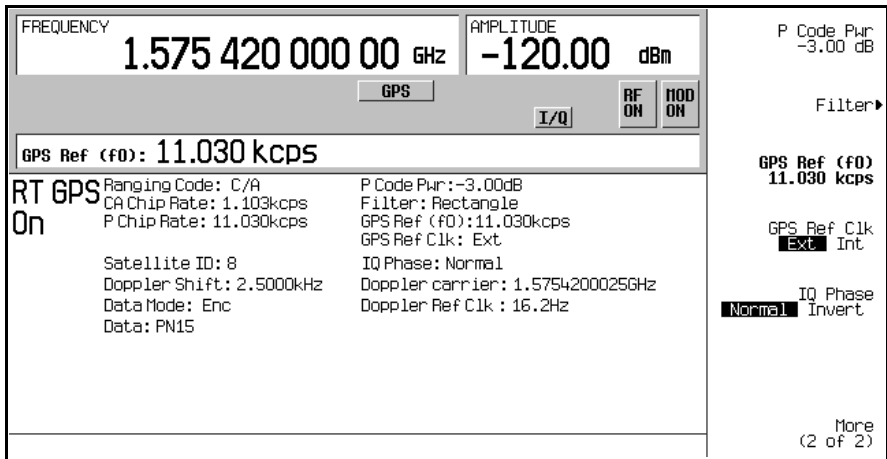 FREQUENCY
1.575 420 000 00 GHz
AMPLITUDE
-120.00 dBm
GPS
I/Q
RF ON
MOD ON
GPS Ref (f0): 11.030 kcps
RT GPS On
Ranging Code: C/A
CA Chip Rate: 1.103kcps
P Chip Rate: 11.030kcps
P Code Pwr:-3.00dB
Filter: Rectangle
GPS Ref (f0):11.030kcps
GPS Ref Clk: Ext
Satellite ID: 8
Doppler Shift: 2.5000kHz
Data Mode: Enc
Data: PN15
IQ Phase: Normal
Doppler carrier: 1.5754200025GHz
Doppler Ref Clk : 16.2Hz
P Code Pwr
-3.00 dB
Filter
GPS Ref (f0)
11.030 kcps
GPS Ref Clk
Ext Int
IQ Phase
Normal Invert
More
(2 of 2)